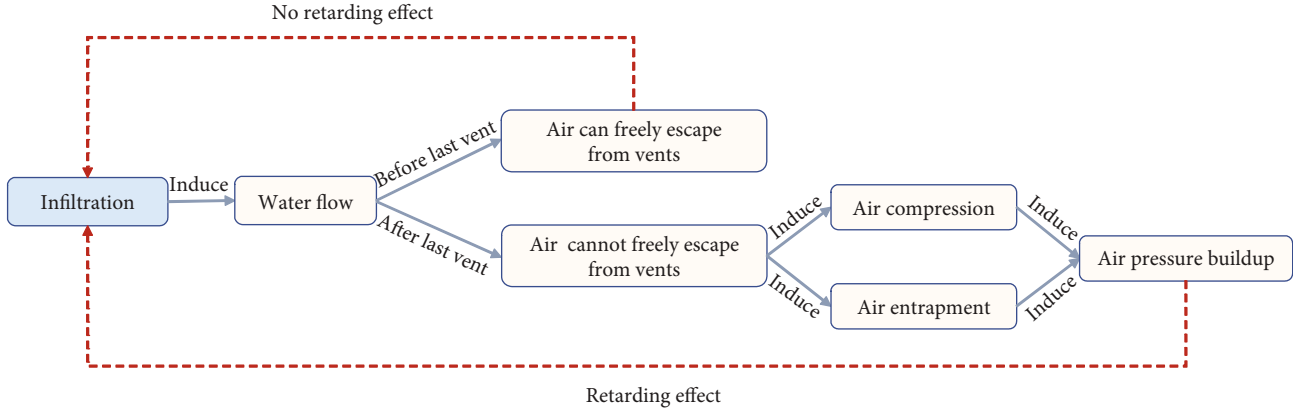 No retarding effect
Infiltration
Induce
Water flow
Before last vent
After last vent
Air can freely escape
from vents
Air cannot freely escape
from vents
Induce
Induce
Air compression
Air entrapment
Induce
Induce
Air pressure buildup
Retarding effect